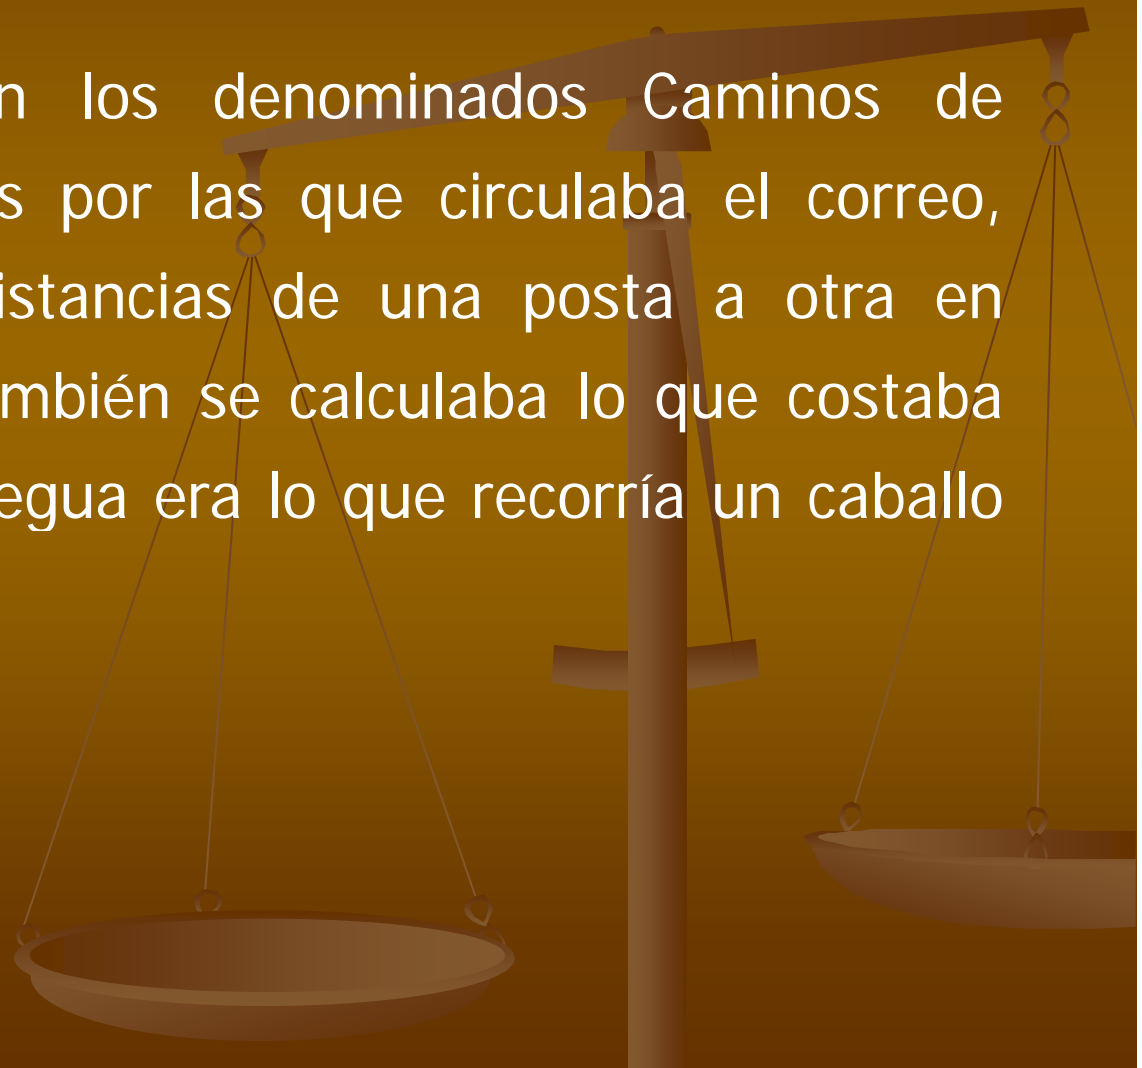 n los denominados Caminos de
s por las que circulaba el correo,
istancias de una posta a otra en
mbién se calculaba lo que costaba
egua era lo que recorría un caballo